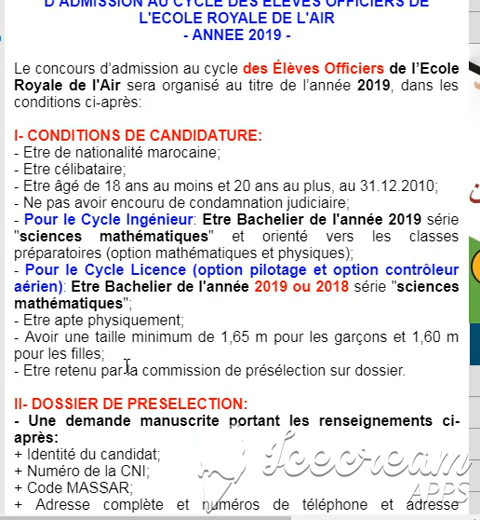 D'ADMISSION AU CYCLE DES ELEVES OFFICIERS DE
L'ECOLE ROYALE DE L'AIR
- ANNEE 2019 -
Le concours d'admission au cycle des Élèves Officiers de l'Ecole
Royale de l'Air sera organisé au titre de l'année 2019, dans les
conditions ci-après:
I- CONDITIONS DE CANDIDATURE:
- Etre de nationalité marocaine;
- Etre célibataire;
- Etre âgé de 18 ans au moins et 20 ans au plus, au 31.12.2010;
- Ne pas avoir encouru de condamnation judiciaire;
- Pour le Cycle Ingénieur: Etre Bachelier de l'année 2019 série
"sciences mathématiques" et orienté vers les classes
préparatoires (option mathématiques et physiques);
- Pour le Cycle Licence (option pilotage et option contrôleur
aérien): Etre Bachelier de l'année 2019 ou 2018 série "sciences
mathématiques";
- Etre apte physiquement;
- Avoir une taille minimum de 1,65 m pour les garçons et 1,60 m
pour les filles;
- Etre retenu par la commission de présélection sur dossier.
II- DOSSIER DE PRESELECTION:
- Une demande manuscrite portant les renseignements ci-
après:
+ Identité du candidat;
+ Numéro de la CNI;
+ Code MASSAR;
+ Adresse complète et numéros de téléphone et adresse
Icecream
APPS